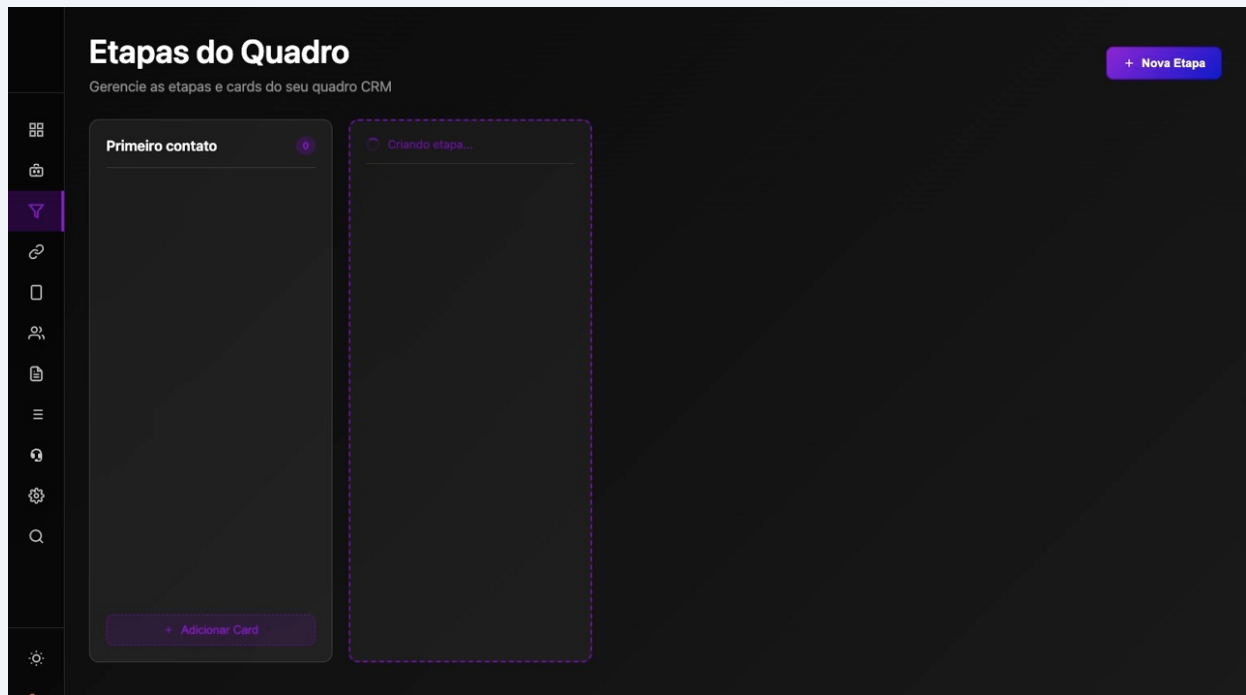 Etapas do Quadro
Gerencie as etapas e cards do seu quadro CRM
+ Nova Etapa
Primeiro contato 0
Criando etapa...
+ Adicionar Card